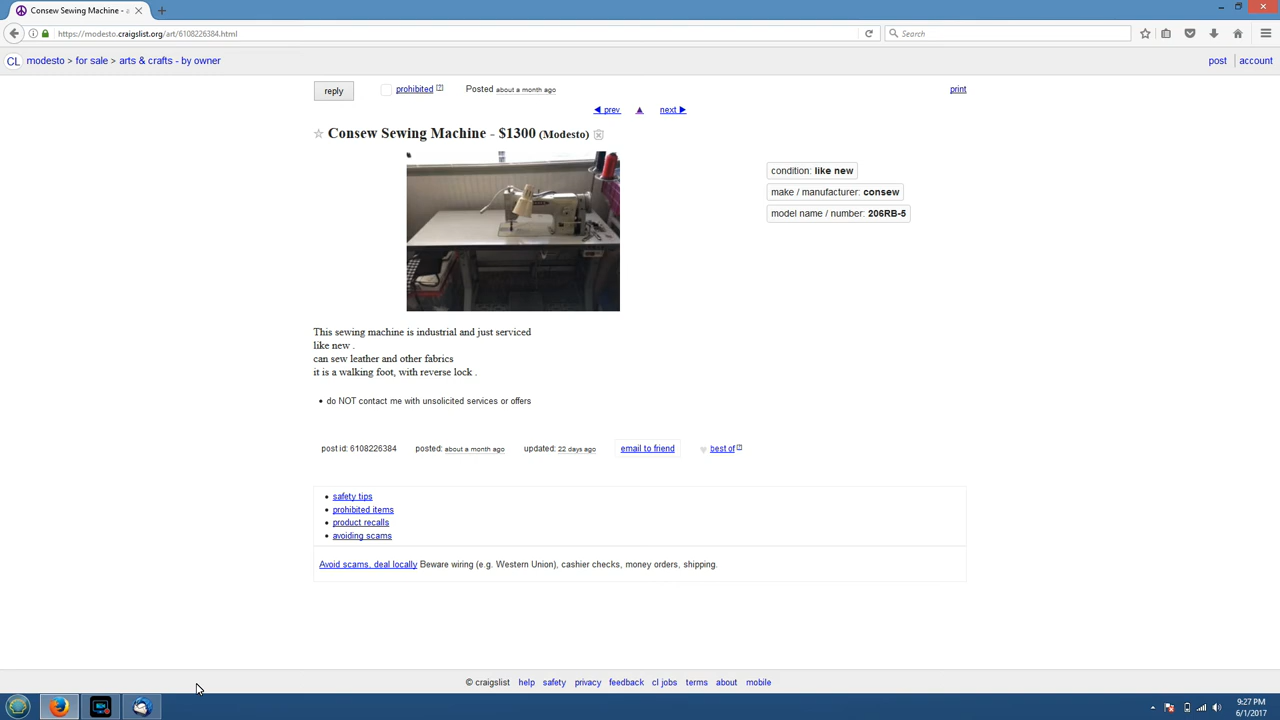 Consew Sewing Machine - a
https://modesto.craigslist.org/art/6108226384.html
Search
CL modesto > for sale > arts & crafts - by owner
post account
reply prohibited [?] Posted about a month ago print
◀ prev ▲ next ▶
☆ Consew Sewing Machine - $1300 (Modesto)
condition: like new
make / manufacturer: consew
model name / number: 206RB-5
This sewing machine is industrial and just serviced
like new .
can sew leather and other fabrics
it is a walking foot, with reverse lock .
• do NOT contact me with unsolicited services or offers
post id: 6108226384 posted: about a month ago updated: 22 days ago email to friend ♥ best of [?]
• safety tips
• prohibited items
• product recalls
• avoiding scams
Avoid scams, deal locally Beware wiring (e.g. Western Union), cashier checks, money orders, shipping.
© craigslist help safety privacy feedback cl jobs terms about mobile
9:27 PM
6/1/2017